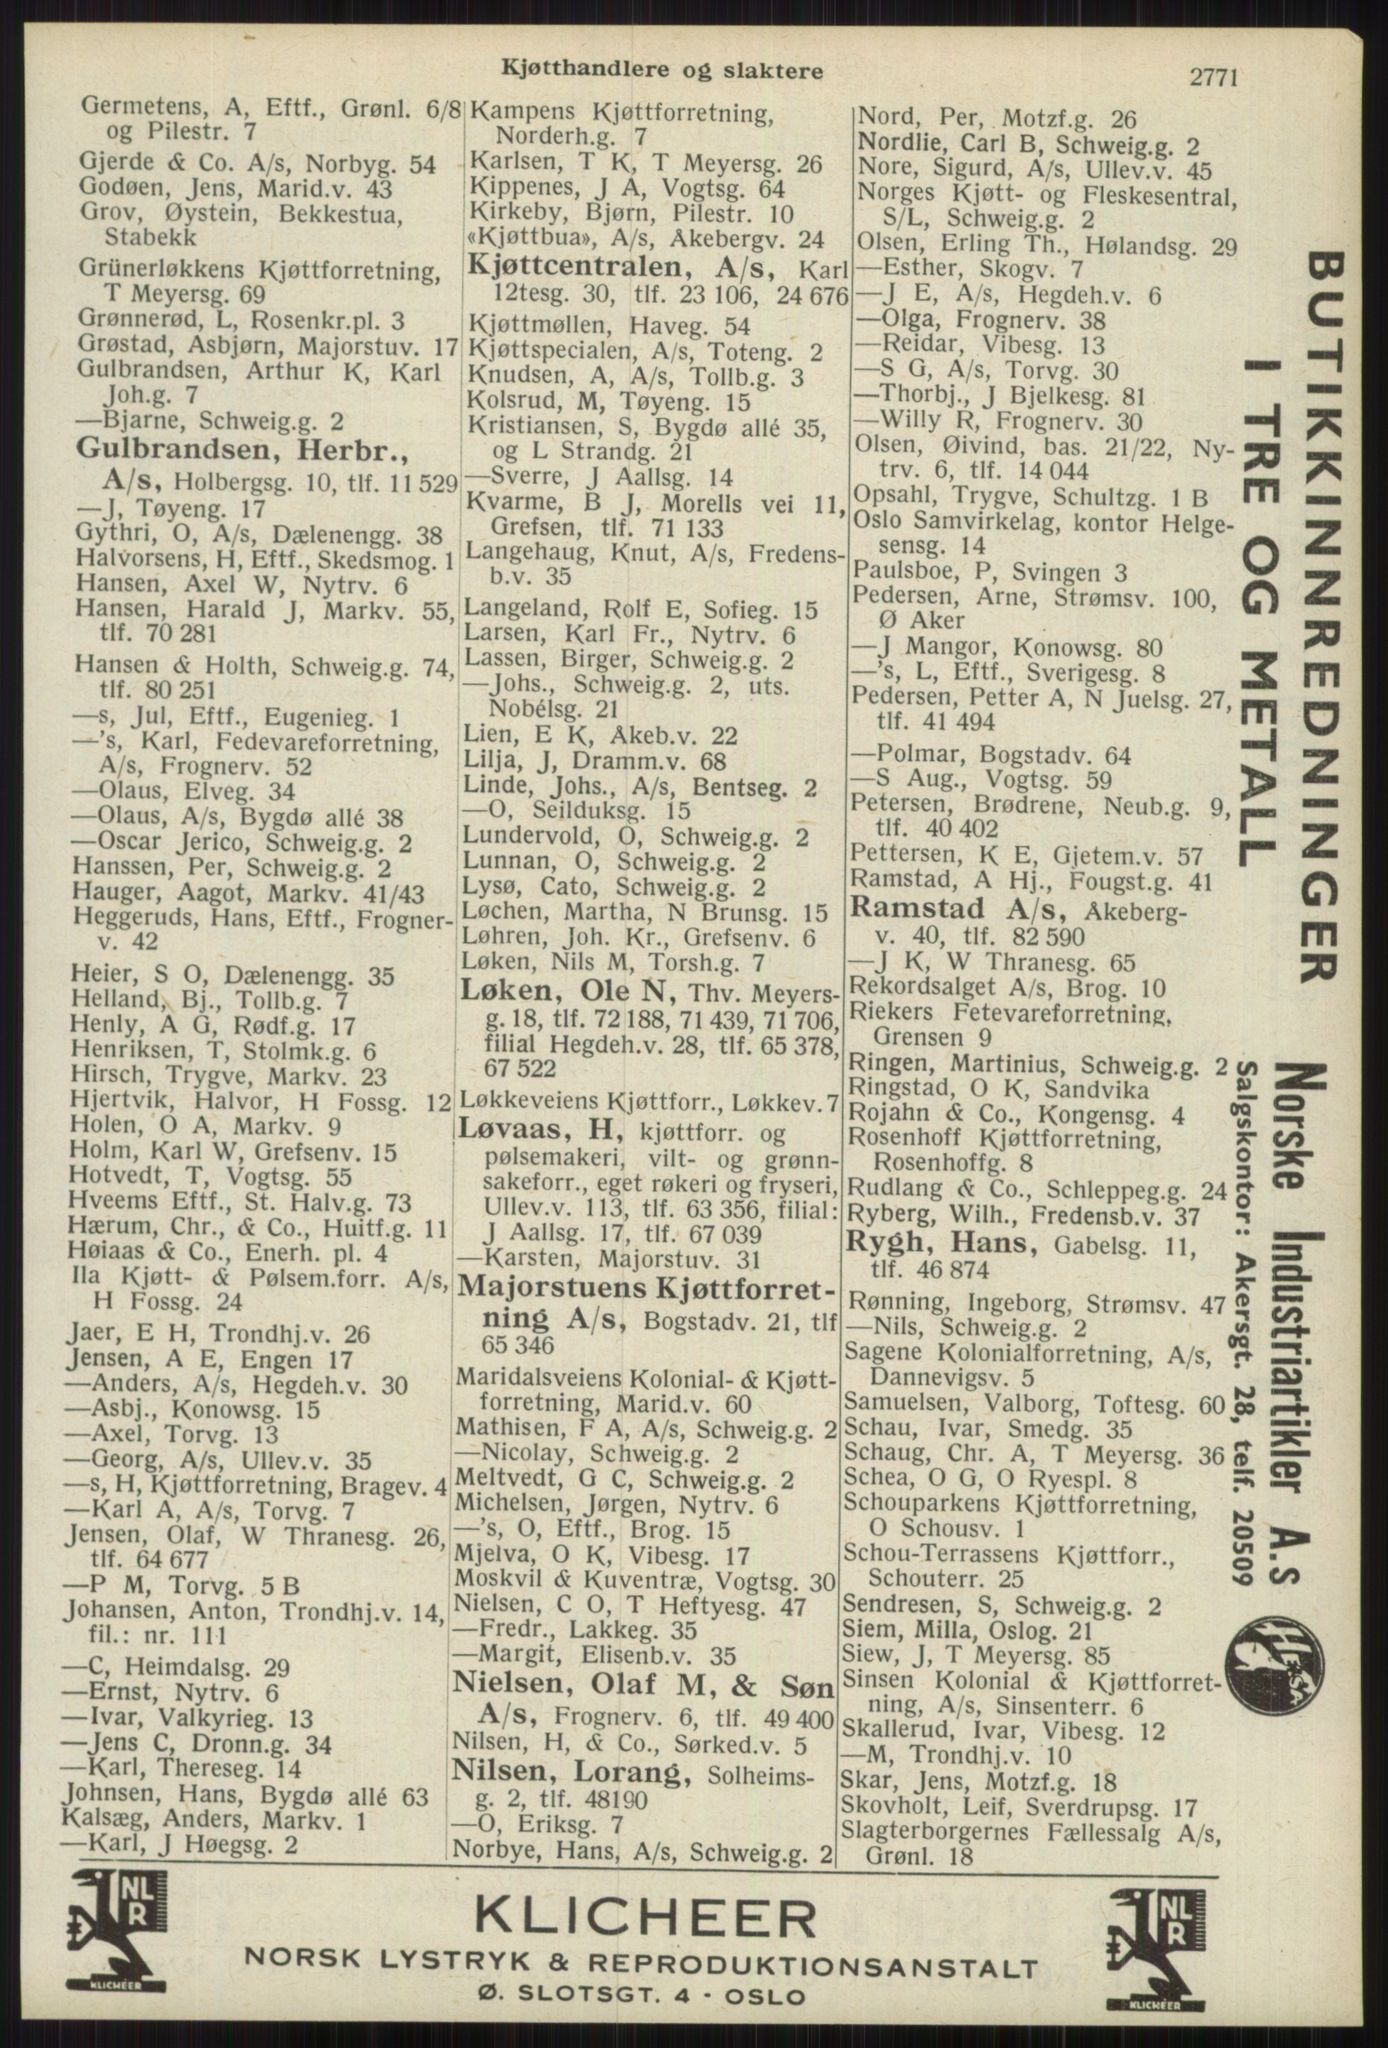 Kjøtthandlere og slaktere
2771
Germetens, A, Eftf., Grønl. 6/8
og Pilestr. 7
Gjerde & Co. A/s, Norbyg. 54
Godøen, Jens, Marid.v. 43
Grov, Øystein, Bekkestua,
Stabekk
Grünerløkkens Kjøttforretning,
T Meyersg. 69
Grønnerød, L, Rosenkr.pl. 3
Grøstad, Asbjørn, Majorstuv. 17
Gulbrandsen, Arthur K, Karl
Joh.g. 7
—Bjarne, Schweig.g. 2
Gulbrandsen, Herbr.,
A/s, Holbergsg. 10, tlf. 11 529
—J, Tøyeng. 17
Gythri, O, A/s, Dælenengg. 38
Halvorsens, H, Eftf., Skedsmog. 1
Hansen, Axel W, Nytrv. 6
Hansen, Harald J, Markv. 55,
tlf. 70 281
Hansen & Holth, Schweig.g. 74,
tlf. 80 251
—s, Jul, Eftf., Eugenieg. 1
—'s, Karl, Fedevareforretning,
A/s, Frognerv. 52
—Olaus, Elveg. 34
—Olaus, A/s, Bygdø allé 38
—Oscar Jerico, Schweig.g. 2
Hanssen, Per, Schweig.g. 2
Hauger, Aagot, Markv. 41/43
Heggeruds, Hans, Eftf., Frogner-
v. 42
Heier, S O, Dælenengg. 35
Helland, Bj., Tollb.g. 7
Henly, A G, Rødf.g. 17
Henriksen, T, Stolmk.g. 6
Hirsch, Trygve, Markv. 23
Hjertvik, Halvor, H Fossg. 12
Holen, O A, Markv. 9
Holm, Karl W, Grefsenv. 15
Hotvedt, T, Vogtsg. 55
Hveems Eftf., St. Halv.g. 73
Hærum, Chr., & Co., Huitf.g. 11
Høiaas & Co., Enerh. pl. 4
Ila Kjøtt- & Pølsem.forr. A/s,
H Fossg. 24
Jaer, E H, Trondhj.v. 26
Jensen, A E, Engen 17
—Anders, A/s, Hegdeh.v. 30
—Asbj., Konowsg. 15
—Axel, Torvg. 13
—Georg, A/s, Ullev.v. 35
—s, H, Kjøttforretning, Bragev. 4
—Karl A, A/s, Torvg. 7
Jensen, Olaf, W Thranesg. 26,
tlf. 64 677
—P M, Torvg. 5 B
Johansen, Anton, Trondhj.v. 14,
fil.: nr. 111
—C, Heimdalsg. 29
—Ernst, Nytrv. 6
—Ivar, Valkyrieg. 13
—Jens C, Dronn.g. 34
—Karl, Thereseg. 14
Johnsen, Hans, Bygdø allé 63
Kalsæg, Anders, Markv. 1
—Karl, J Høegsg. 2
Kampens Kjøttforretning,
Norderh.g. 7
Karlsen, T K, T Meyersg. 26
Kippenes, J A, Vogtsg. 64
Kirkeby, Bjørn, Pilestr. 10
«Kjøttbua», A/s, Åkebergv. 24
Kjøttcentralen, A/s, Karl
12tesg. 30, tlf. 23 106, 24 676
Kjøttmøllen, Haveg. 54
Kjøttspecialen, A/s, Toteng. 2
Knudsen, A, A/s, Tollb.g. 3
Kolsrud, M, Tøyeng. 15
Kristiansen, S, Bygdø allé 35,
og L Strandg. 21
—Sverre, J Aallsg. 14
Kvarme, B J, Morells vei 11,
Grefsen, tlf. 71 133
Langehaug, Knut, A/s, Fredens-
b.v. 35
Langeland, Rolf E, Sofieg. 15
Larsen, Karl Fr., Nytrv. 6
Lassen, Birger, Schweig.g. 2
—Johs., Schweig.g. 2, uts.
Nobélsg. 21
Lien, E K, Åkeb.v. 22
Lilja, J, Dramm.v. 68
Linde, Johs., A/s, Bentseg. 2
—O, Seilduksg. 15
Lundervold, O, Schweig.g. 2
Lunnan, O, Schweig.g. 2
Lysø, Cato, Schweig.g. 2
Løchen, Martha, N Brunsg. 15
Løhren, Joh. Kr., Grefsenv. 6
Løken, Nils M, Torsh.g. 7
Løken, Ole N, Thv. Meyers-
g. 18, tlf. 72 188, 71 439, 71 706,
filial Hegdeh.v. 28, tlf. 65 378,
67 522
Løkkeveiens Kjøttforr., Løkkev. 7
Løvaas, H, kjøttforr. og
pølsemakeri, vilt- og grønn-
sakeforr., eget røkeri og fryseri,
Ullev.v. 113, tlf. 63 356, filial:
J Aallsg. 17, tlf. 67 039
—Karsten, Majorstuv. 31
Majorstuens Kjøttforret-
ning A/s, Bogstadv. 21, tlf
65 346
Maridalsveiens Kolonial- & Kjøtt-
forretning, Marid.v. 60
Mathisen, F A, A/s, Schweig.g. 2
—Nicolay, Schweig.g. 2
Meltvedt, G C, Schweig.g. 2
Michelsen, Jørgen, Nytrv. 6
—'s, O, Eftf., Brog. 15
Mjelva, O K, Vibesg. 17
Moskvil & Kuventræ, Vogtsg. 30
Nielsen, C O, T Heftyesg. 47
—Fredr., Lakkeg. 35
—Margit, Elisenb.v. 35
Nielsen, Olaf M, & Søn
A/s, Frognerv. 6, tlf. 49 400
Nilsen, H, & Co., Sørked.v. 5
Nilsen, Lorang, Solheims-
g. 2, tlf. 48190
—O, Eriksg. 7
Norbye, Hans, A/s, Schweig.g. 2
Nord, Per, Motzf.g. 26
Nordlie, Carl B, Schweig.g. 2
Nore, Sigurd, A/s, Ullev.v. 45
Norges Kjøtt- og Fleskesentral,
S/L, Schweig.g. 2
Olsen, Erling Th., Hølandsg. 29
—Esther, Skogv. 7
—J E, A/s, Hegdeh.v. 6
—Olga, Frognerv. 38
—Reidar, Vibesg. 13
—S G, A/s, Torvg. 30
—Thorbj., J Bjelkesg. 81
—Willy R, Frognerv. 30
Olsen, Øivind, bas. 21/22, Ny-
trv. 6, tlf. 14 044
Opsahl, Trygve, Schultzg. 1 B
Oslo Samvirkelag, kontor Helge-
sensg. 14
Paulsboe, P, Svingen 3
Pedersen, Arne, Strømsv. 100,
Ø Aker
—J Mangor, Konowsg. 80
—'s, L, Eftf., Sverigesg. 8
Pedersen, Petter A, N Juelsg. 27,
tlf. 41 494
—Polmar, Bogstadv. 64
—S Aug., Vogtsg. 59
Petersen, Brødrene, Neub.g. 9,
tlf. 40 402
Pettersen, K E, Gjetem.v. 57
Ramstad, A Hj., Fougst.g. 41
Ramstad A/s, Åkeberg-
v. 40, tlf. 82 590
—J K, W Thranesg. 65
Rekordsalget A/s, Brog. 10
Riekers Fetevareforretning,
Grensen 9
Ringen, Martinius, Schweig.g. 2
Ringstad, O K, Sandvika
Rojahn & Co., Kongensg. 4
Rosenhoff Kjøttforretning,
Rosenhoffg. 8
Rudlang & Co., Schleppeg.g. 24
Ryberg, Wilh., Fredensb.v. 37
Rygh, Hans, Gabelsg. 11,
tlf. 46 874
Rønning, Ingeborg, Strømsv. 47
—Nils, Schweig.g. 2
Sagene Kolonialforretning, A/s,
Dannevigsv. 5
Samuelsen, Valborg, Toftesg. 60
Schau, Ivar, Smedg. 35
Schaug, Chr. A, T Meyersg. 36
Schea, O G, O Ryespl. 8
Schouparkens Kjøttforretning,
O Schousv. 1
Schou-Terrassens Kjøttforr.,
Schouterr. 25
Sendresen, S, Schweig.g. 2
Siem, Milla, Oslog. 21
Siew, J, T Meyersg. 85
Sinsen Kolonial & Kjøttforret-
ning, A/s, Sinsenterr. 6
Skallerud, Ivar, Vibesg. 12
—M, Trondhj.v. 10
Skar, Jens, Motzf.g. 18
Skovholt, Leif, Sverdrupsg. 17
Slagterborgernes Fællessalg A/s,
Grønl. 18
BUTIKKINNREDNINGER
I TRE OG METALL
Norske Industriartikler A.s
Salgskontor: Akersgt. 28, telf. 20509
NLR
KLICHEER
KLICHEER
NORSK LYSTRYK & REPRODUKTIONSANSTALT
Ø. SLOTSGT. 4 · OSLO
NLR
KLICHEER